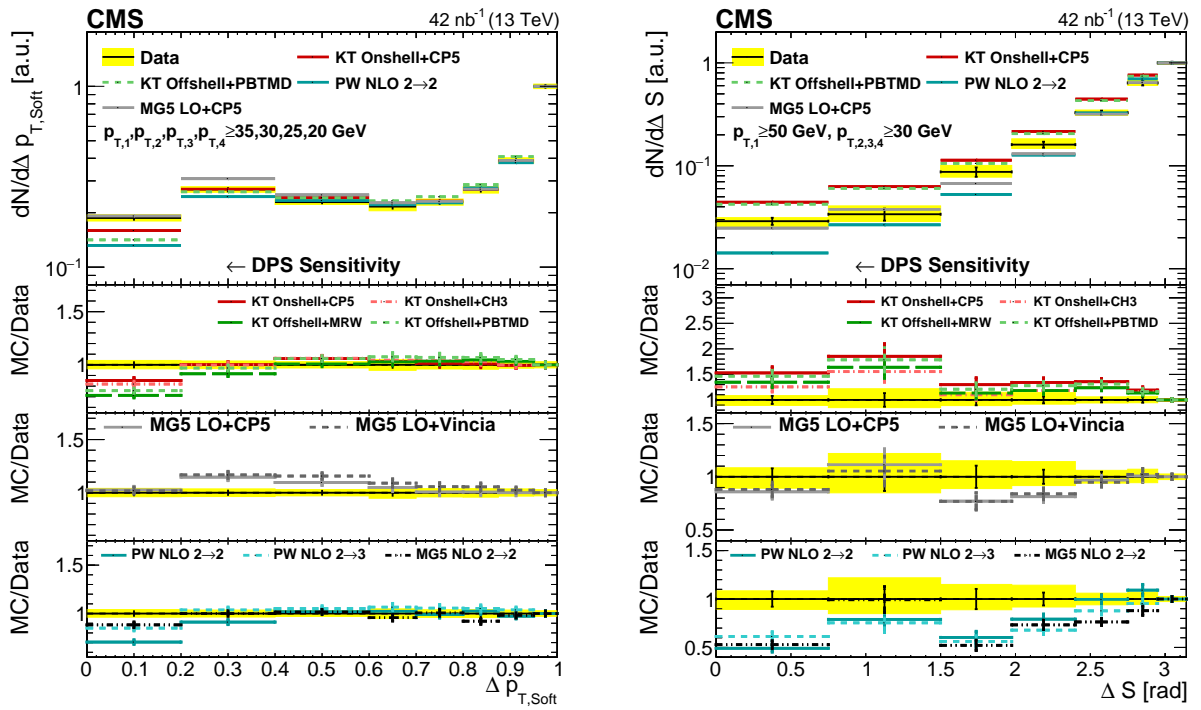 CMS
42 nb⁻¹ (13 TeV)
dN/dΔ p_T,Soft [a.u.]
Data
KT Onshell+CP5
KT Offshell+PBTMD
PW NLO 2→2
MG5 LO+CP5
p_T,1,p_T,2,p_T,3,p_T,4≥35,30,25,20 GeV
1
10⁻¹
← DPS Sensitivity
MC/Data
KT Onshell+CP5
KT Onshell+CH3
KT Offshell+MRW
KT Offshell+PBTMD
1.5
1
MC/Data
MG5 LO+CP5
MG5 LO+Vincia
1.5
1
MC/Data
PW NLO 2→2
PW NLO 2→3
MG5 NLO 2→2
1.5
1
0 0.1 0.2 0.3 0.4 0.5 0.6 0.7 0.8 0.9 1
Δ p_T,Soft
CMS
42 nb⁻¹ (13 TeV)
dN/dΔ S [a.u.]
Data
KT Onshell+CP5
KT Offshell+PBTMD
PW NLO 2→2
MG5 LO+CP5
p_T,1≥50 GeV, p_T,2,3,4≥30 GeV
1
10⁻¹
10⁻²
← DPS Sensitivity
MC/Data
KT Onshell+CP5
KT Onshell+CH3
KT Offshell+MRW
KT Offshell+PBTMD
3
2.5
2
1.5
1
MC/Data
MG5 LO+CP5
MG5 LO+Vincia
1.5
1
0.5
MC/Data
PW NLO 2→2
PW NLO 2→3
MG5 NLO 2→2
1.5
1
0.5
0 0.5 1 1.5 2 2.5 3
Δ S [rad]